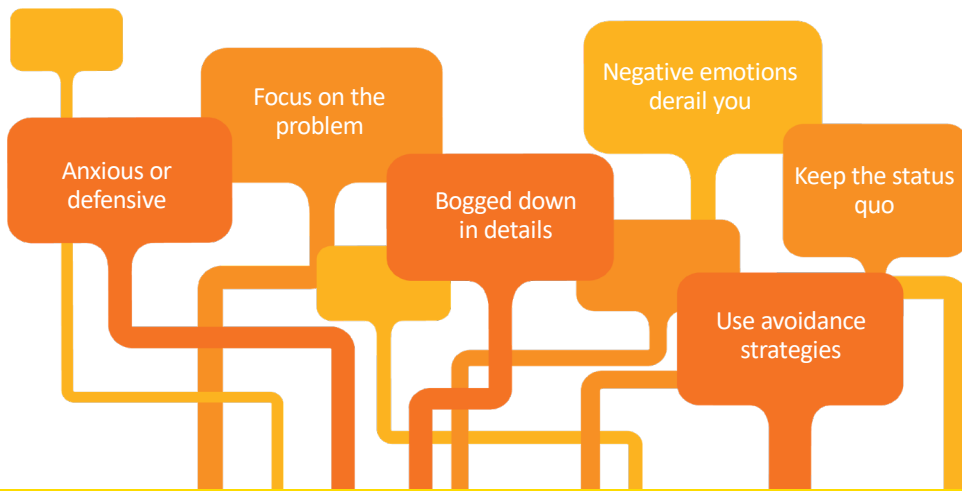 Focus on the
problem
Negative emotions
derail you
Anxious or
defensive
Bogged down
in details
Keep the status
quo
Use avoidance
strategies